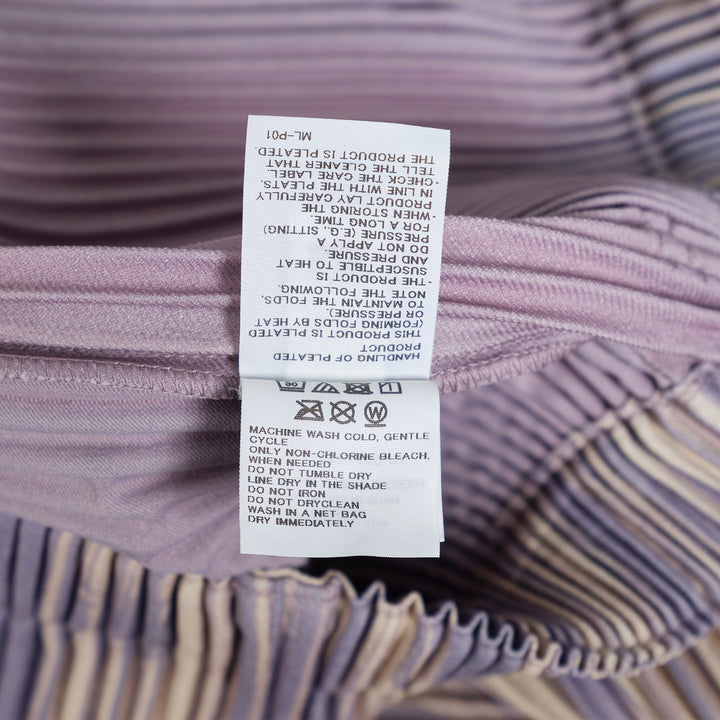 HANDLING OF PLEATED
PRODUCT
THIS PRODUCT IS PLEATED
(FORMING FOLDS BY HEAT
OR PRESSURE)
TO MAINTAIN THE FOLDS,
NOTE THE FOLLOWING.
・THE PRODUCT IS
SUSCEPTIBLE TO HEAT
AND PRESSURE.
DO NOT APPLY A
PRESSURE (E.G., SITTING)
FOR A LONG TIME.
・WHEN STORING THE
PRODUCT LAY CAREFULLY
IN LINE WITH THE PLEATS.
・CHECK THE CARE LABEL.
TELL THE CLEANER THAT
THE PRODUCT IS PLEATED.
ML-P01
30
W
MACHINE WASH COLD, GENTLE
CYCLE
ONLY NON-CHLORINE BLEACH,
WHEN NEEDED
DO NOT TUMBLE DRY
LINE DRY IN THE SHADE
DO NOT IRON
DO NOT DRYCLEAN
WASH IN A NET BAG
DRY IMMEDIATELY